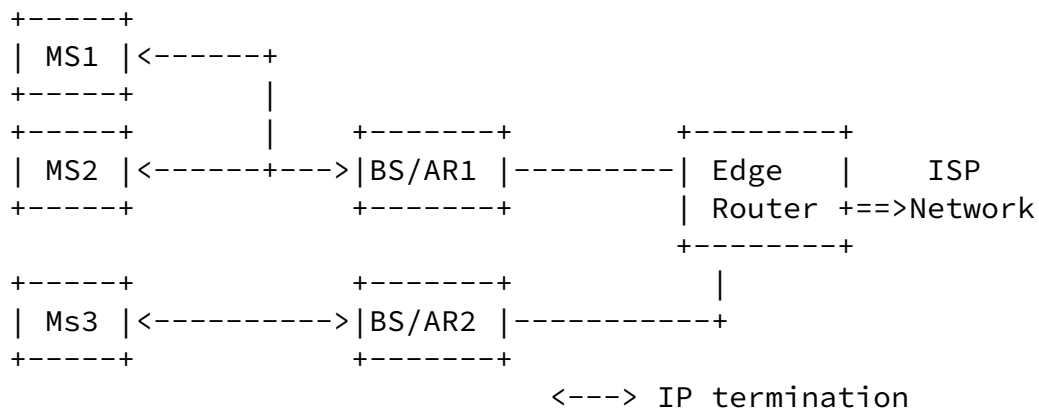 MS1
MS2 BS/AR1 Edge ISP
Router Network
Ms3 BS/AR2
<---> IP termination